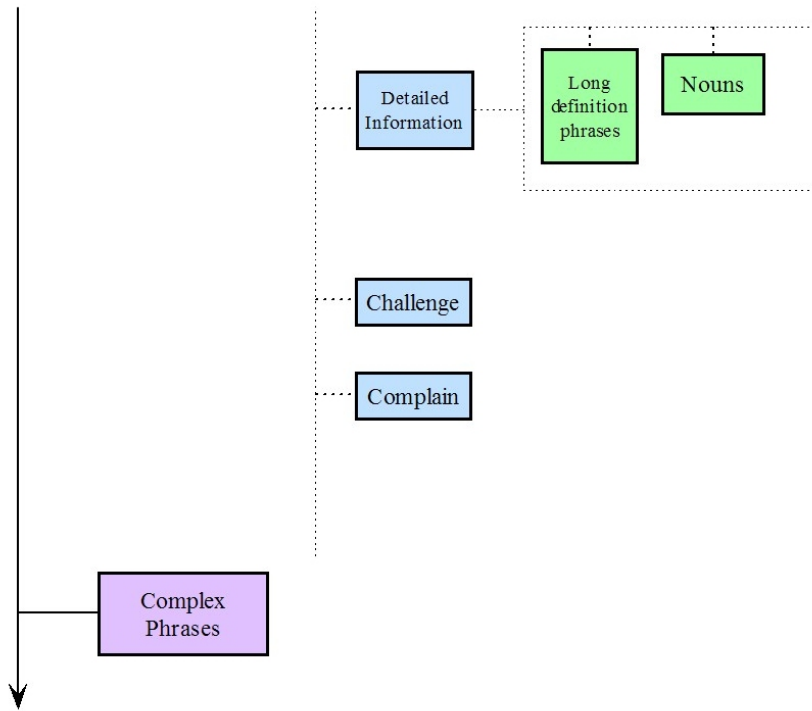 Detailed
Information
Long
definition
phrases
Nouns
Challenge
Complain
Complex
Phrases